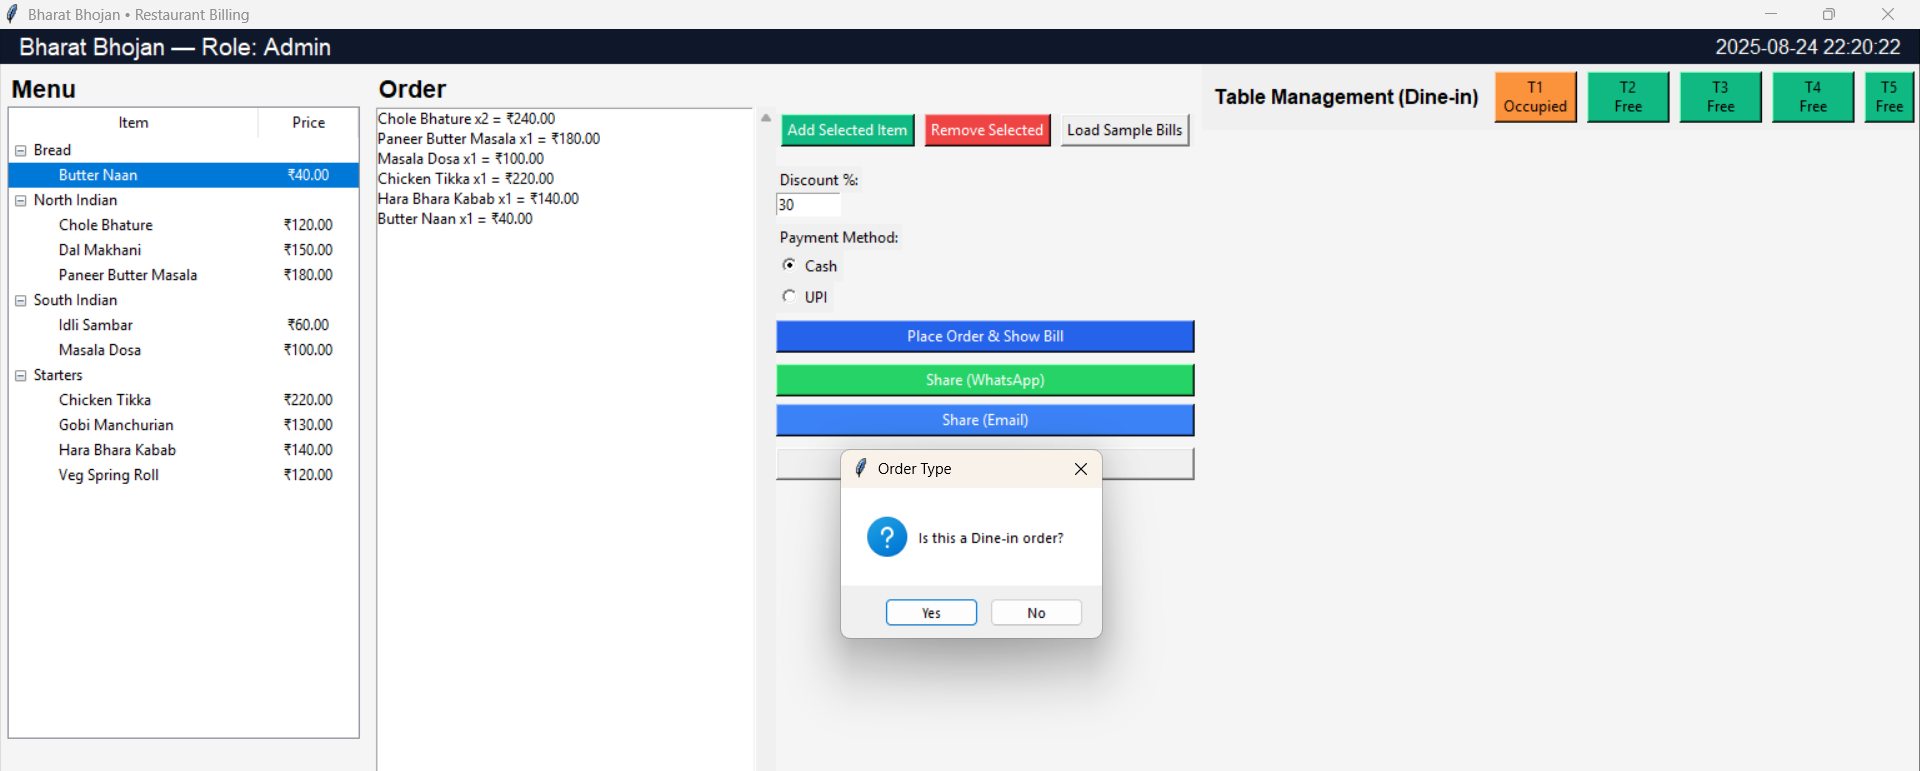 Bharat Bhojan • Restaurant Billing
Bharat Bhojan — Role: Admin
2025-08-24 22:20:22
Menu
Item Price
Bread
Butter Naan ₹40.00
North Indian
Chole Bhature ₹120.00
Dal Makhani ₹150.00
Paneer Butter Masala ₹180.00
South Indian
Idli Sambar ₹60.00
Masala Dosa ₹100.00
Starters
Chicken Tikka ₹220.00
Gobi Manchurian ₹130.00
Hara Bhara Kabab ₹140.00
Veg Spring Roll ₹120.00
Order
Chole Bhature x2 = ₹240.00
Paneer Butter Masala x1 = ₹180.00
Masala Dosa x1 = ₹100.00
Chicken Tikka x1 = ₹220.00
Hara Bhara Kabab x1 = ₹140.00
Butter Naan x1 = ₹40.00
Add Selected Item
Remove Selected
Load Sample Bills
Discount %:
30
Payment Method:
Cash
UPI
Place Order & Show Bill
Share (WhatsApp)
Share (Email)
Order Type
Is this a Dine-in order?
Yes
No
Table Management (Dine-in)
T1
Occupied
T2
Free
T3
Free
T4
Free
T5
Free